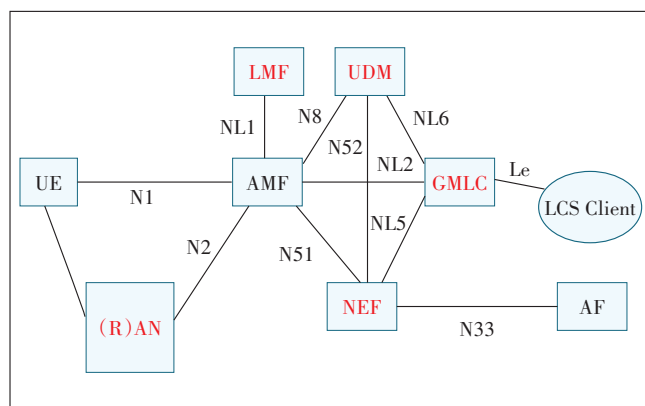 LMF
UDM
NL1
N8
N52
NL6
UE
N1
AMF
NL2
GMLC
Le
LCS Client
N2
N51
NL5
(R)AN
NEF
N33
AF